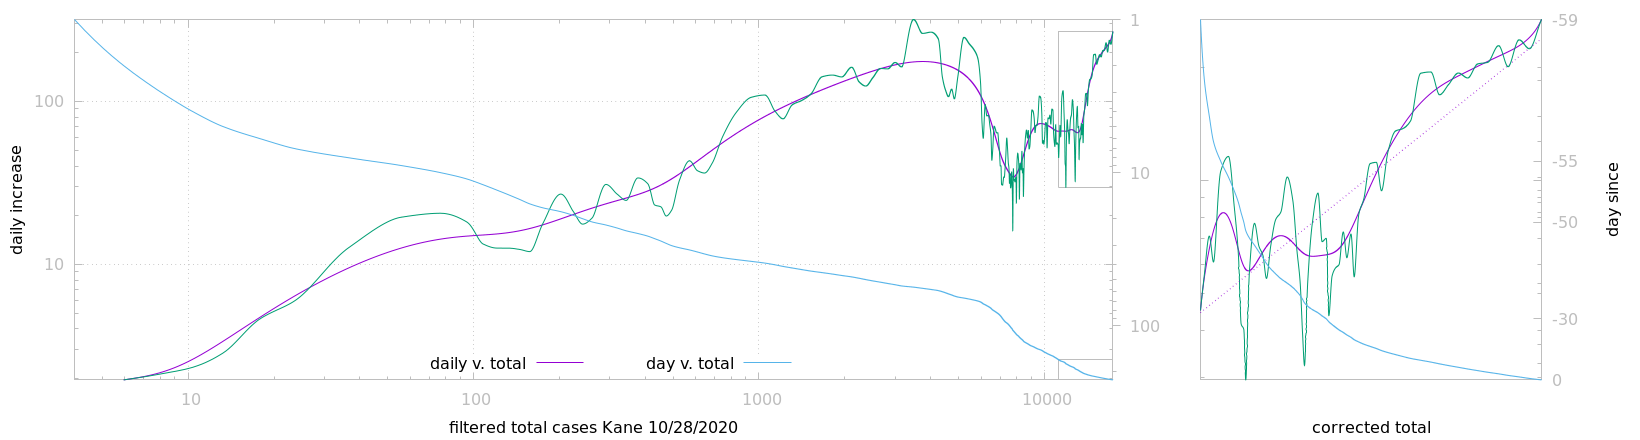 1
-59
100
daily increase
-55
10
day since
-50
10
-30
100
daily v. total
day v. total
0
10
100
1000
10000
filtered total cases Kane 10/28/2020
corrected total